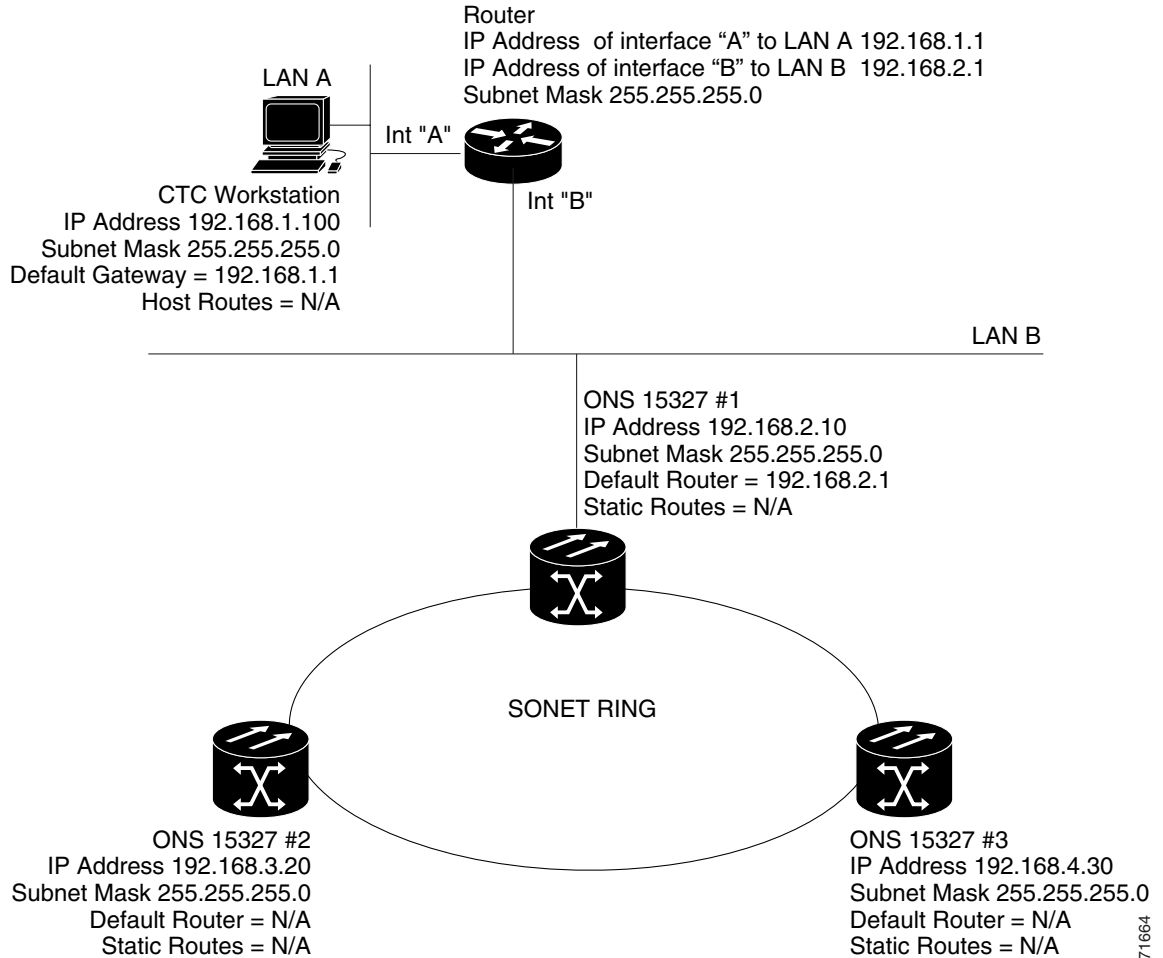 Router
IP Address of interface “A” to LAN A 192.168.1.1
IP Address of interface “B” to LAN B 192.168.2.1
Subnet Mask 255.255.255.0
LAN A
Int "A"
Int "B"
CTC Workstation
IP Address 192.168.1.100
Subnet Mask 255.255.255.0
Default Gateway = 192.168.1.1
Host Routes = N/A
LAN B
ONS 15327 #1
IP Address 192.168.2.10
Subnet Mask 255.255.255.0
Default Router = 192.168.2.1
Static Routes = N/A
SONET RING
ONS 15327 #2
IP Address 192.168.3.20
Subnet Mask 255.255.255.0
Default Router = N/A
Static Routes = N/A
ONS 15327 #3
IP Address 192.168.4.30
Subnet Mask 255.255.255.0
Default Router = N/A
Static Routes = N/A
71664